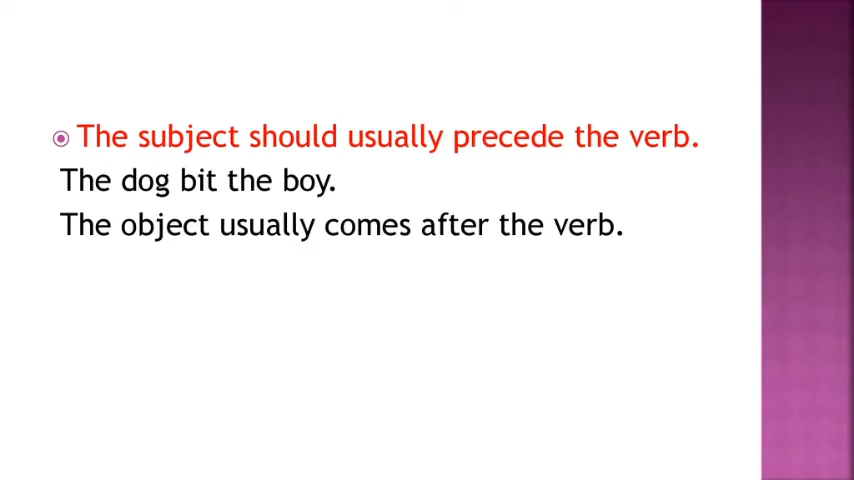 The subject should usually precede the verb.
The dog bit the boy.
The object usually comes after the verb.